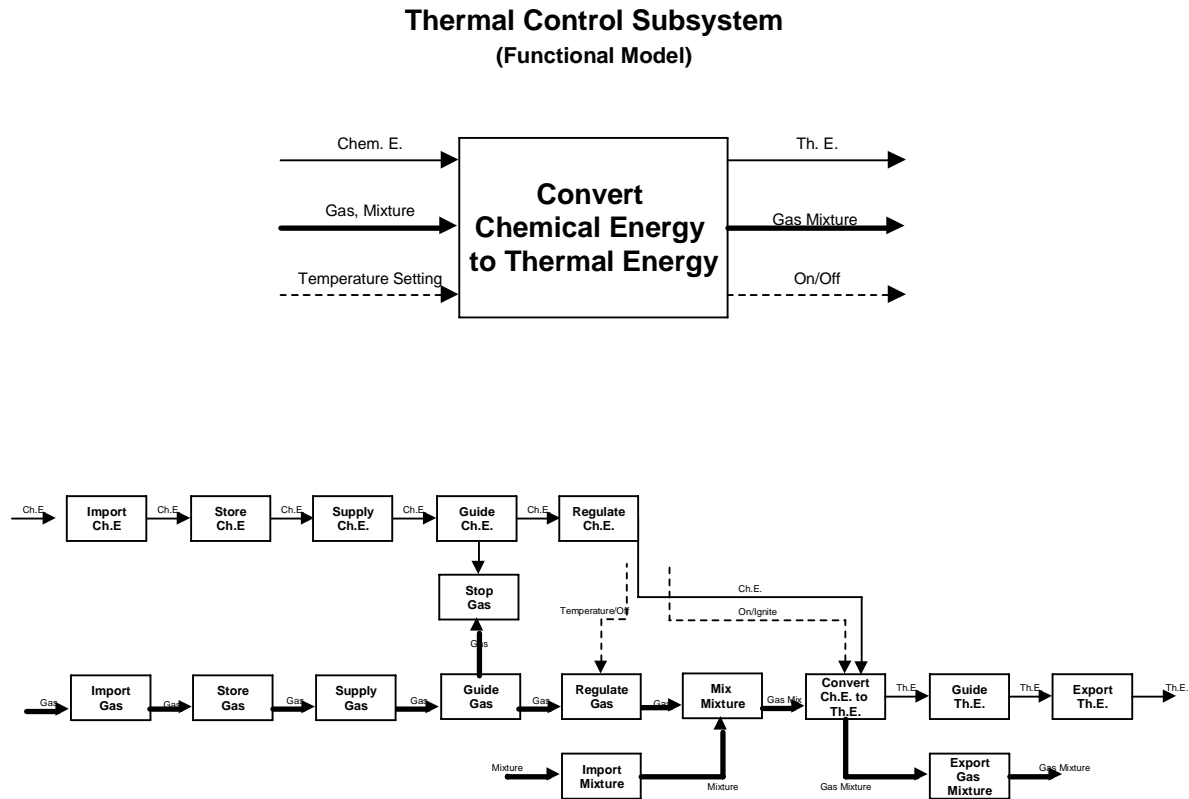 Thermal Control Subsystem
(Functional Model)
Chem. E.
Th. E.
Gas, Mixture
Gas Mixture
Temperature Setting
On/Off
Convert
Chemical Energy
to Thermal Energy
Ch.E
Import
Ch.E
Ch.E
Store
Ch.E
Ch.E
Supply
Ch.E.
Ch.E
Guide
Ch.E.
Ch.E
Regulate
Ch.E.
Stop
Gas
Ch.E.
Temperature/Off
On/Ignite
Gas
Gas
Import
Gas
Gas
Store
Gas
Gas
Supply
Gas
Gas
Guide
Gas
Gas
Regulate
Gas
Gas
Mix
Mixture
Gas Mix
Convert
Ch.E. to
Th.E.
Th.E
Guide
Th.E.
Th.E
Export
Th.E.
Th.E.
Mixture
Import
Mixture
Mixture
Gas Mixture
Export
Gas
Mixture
Gas Mixture